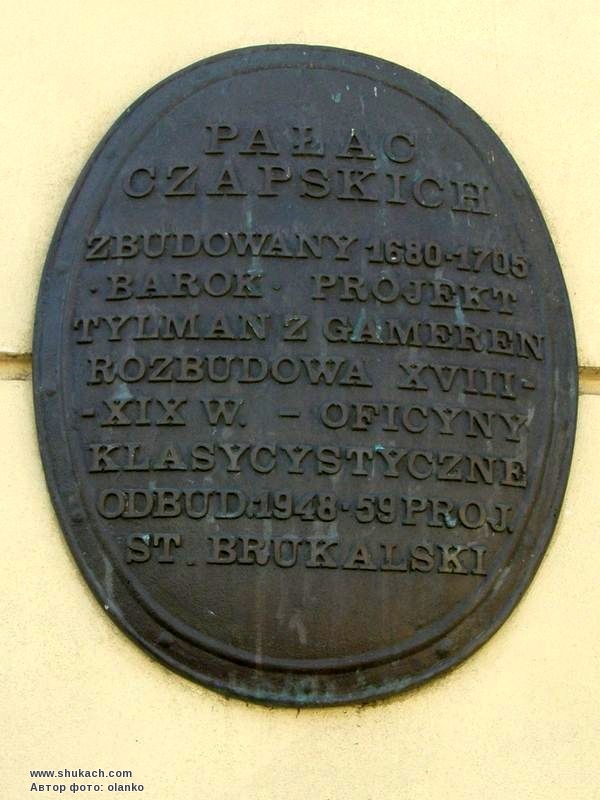 PAŁAC
CZAPSKICH
ZBUDOWANY 1680-1705
·BAROK· PROJEKT
TYLMAN Z GAMEREN
ROZBUDOWA XVIII-
-XIX W. - OFICYNY
KLASYCYSTYCZNE
ODBUD.1948-59 PROJ.
ST. BRUKALSKI
www.shukach.com
Автор фото: olanko